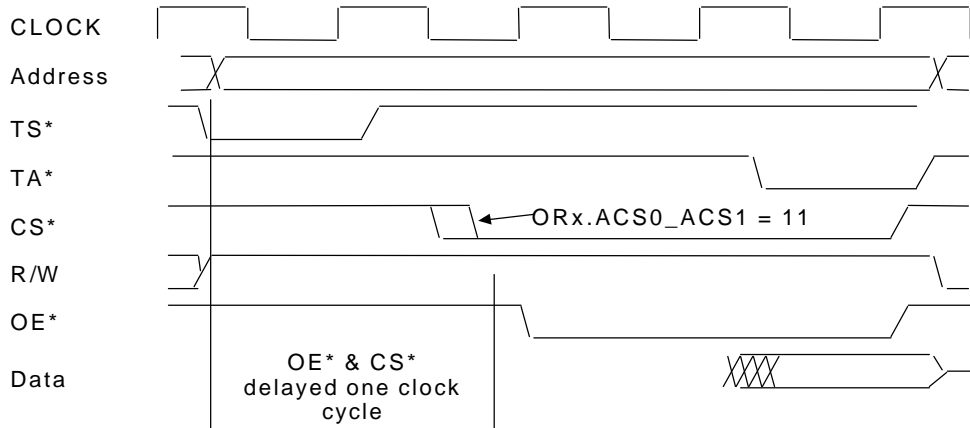 CLOCK
Address
TS*
TA*
CS*
ORx.ACS0_ACS1 = 11
R/W
OE*
OE* & CS*
delayed one clock
cycle
Data